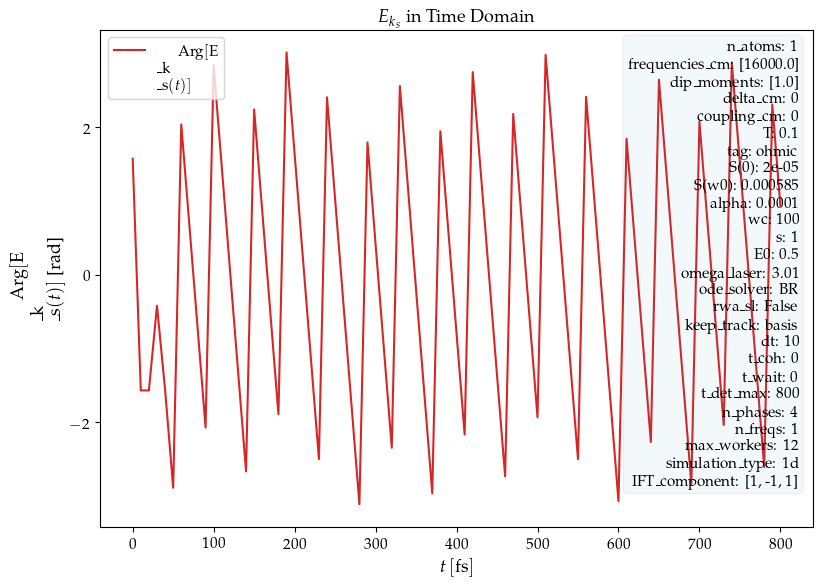 E_k_s in Time Domain
Arg[E
_k
_s(t)]
n_atoms: 1
frequencies_cm: [16000.0]
dip_moments: [1.0]
delta_cm: 0
coupling_cm: 0
T: 0.1
tag: ohmic
S(0): 2e-05
S(w0): 0.000585
alpha: 0.0001
wc: 100
s: 1
E0: 0.5
omega_laser: 3.01
ode_solver: BR
rwa_sl: False
keep_track: basis
dt: 10
t_coh: 0
t_wait: 0
t_det_max: 800
n_phases: 4
n_freqs: 1
max_workers: 12
simulation_type: 1d
IFT_component: [1, -1, 1]
Arg[E
_k
_s(t)] [rad]
2
0
−2
0 100 200 300 400 500 600 700 800
t [fs]